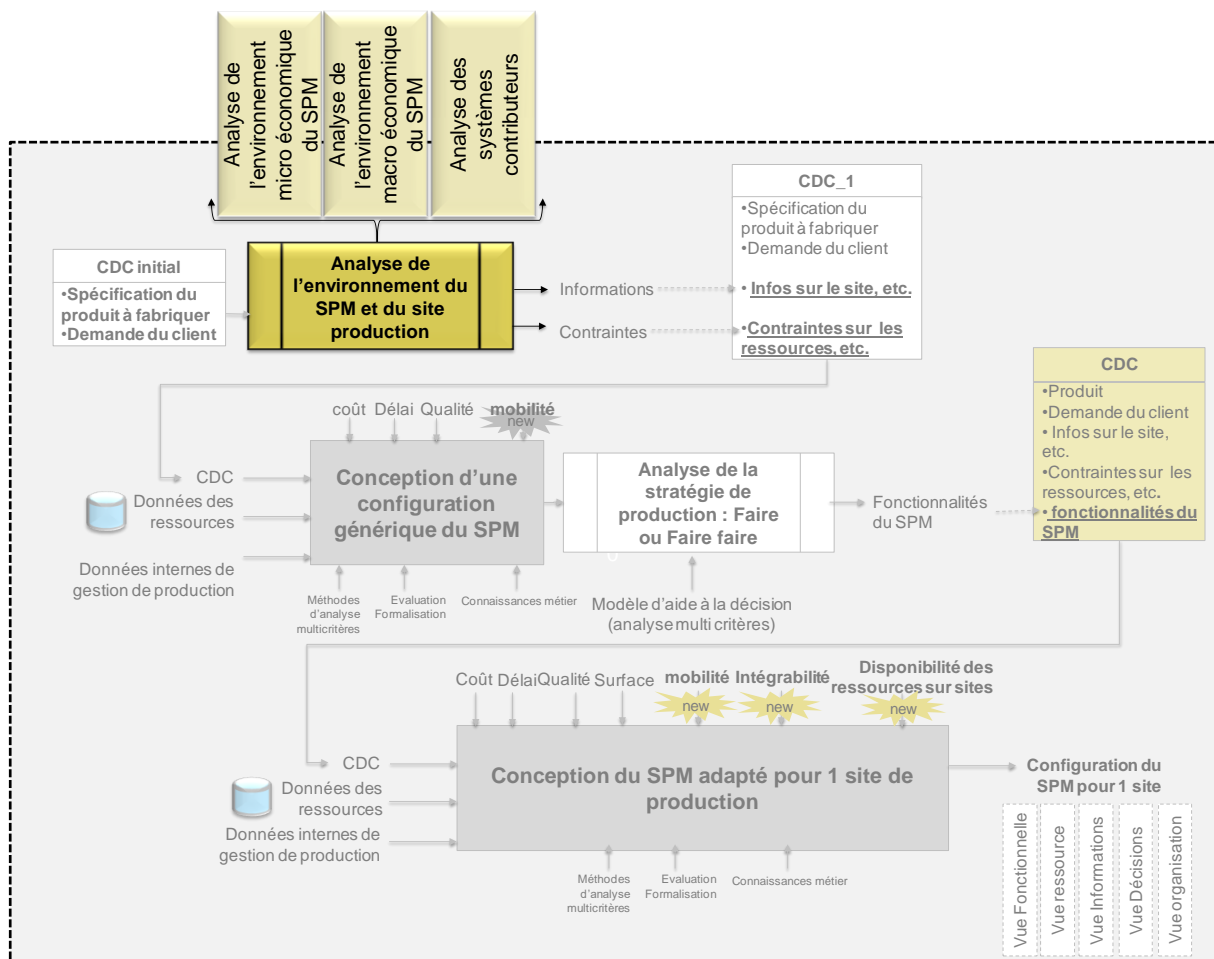 Analyse de
l'environnement
micro économique
du SPM
Analyse de
l'environnement
macro économique
du SPM
Analyse des
systèmes
contributeurs
CDC initial
•Spécification du
produit à fabriquer
•Demande du client
Analyse de
l'environnement du
SPM et du site
production
Informations
Contraintes
CDC_1
•Spécification du
produit à fabriquer
•Demande du client
• Infos sur le site, etc.
•Contraintes sur les
ressources, etc.
CDC
•Produit
•Demande du client
• Infos sur le site,
etc.
•Contraintes sur les
ressources, etc.
• fonctionnalités du
SPM
coût Délai Qualité mobilité
new
CDC
Données des
ressources
Données internes de
gestion de production
Conception d'une
configuration
générique du SPM
Méthodes
d'analyse
multicritères
Evaluation
Formalisation
Connaissances métier
Analyse de la
stratégie de
production : Faire
ou Faire faire
Modèle d'aide à la décision
(analyse multi critères)
Fonctionnalités
du SPM
Coût Délai Qualité Surface mobilité Intégrabilité
Disponibilité des
ressources sur sites
new
new
new
CDC
Données des
ressources
Données internes de
gestion de production
Conception du SPM adapté pour 1 site de
production
Méthodes
d'analyse
multicritères
Evaluation
Formalisation
Connaissances métier
Configuration du
SPM pour 1 site
Vue Fonctionnelle
Vue ressource
Vue Informations
Vue Décisions
Vue organisation